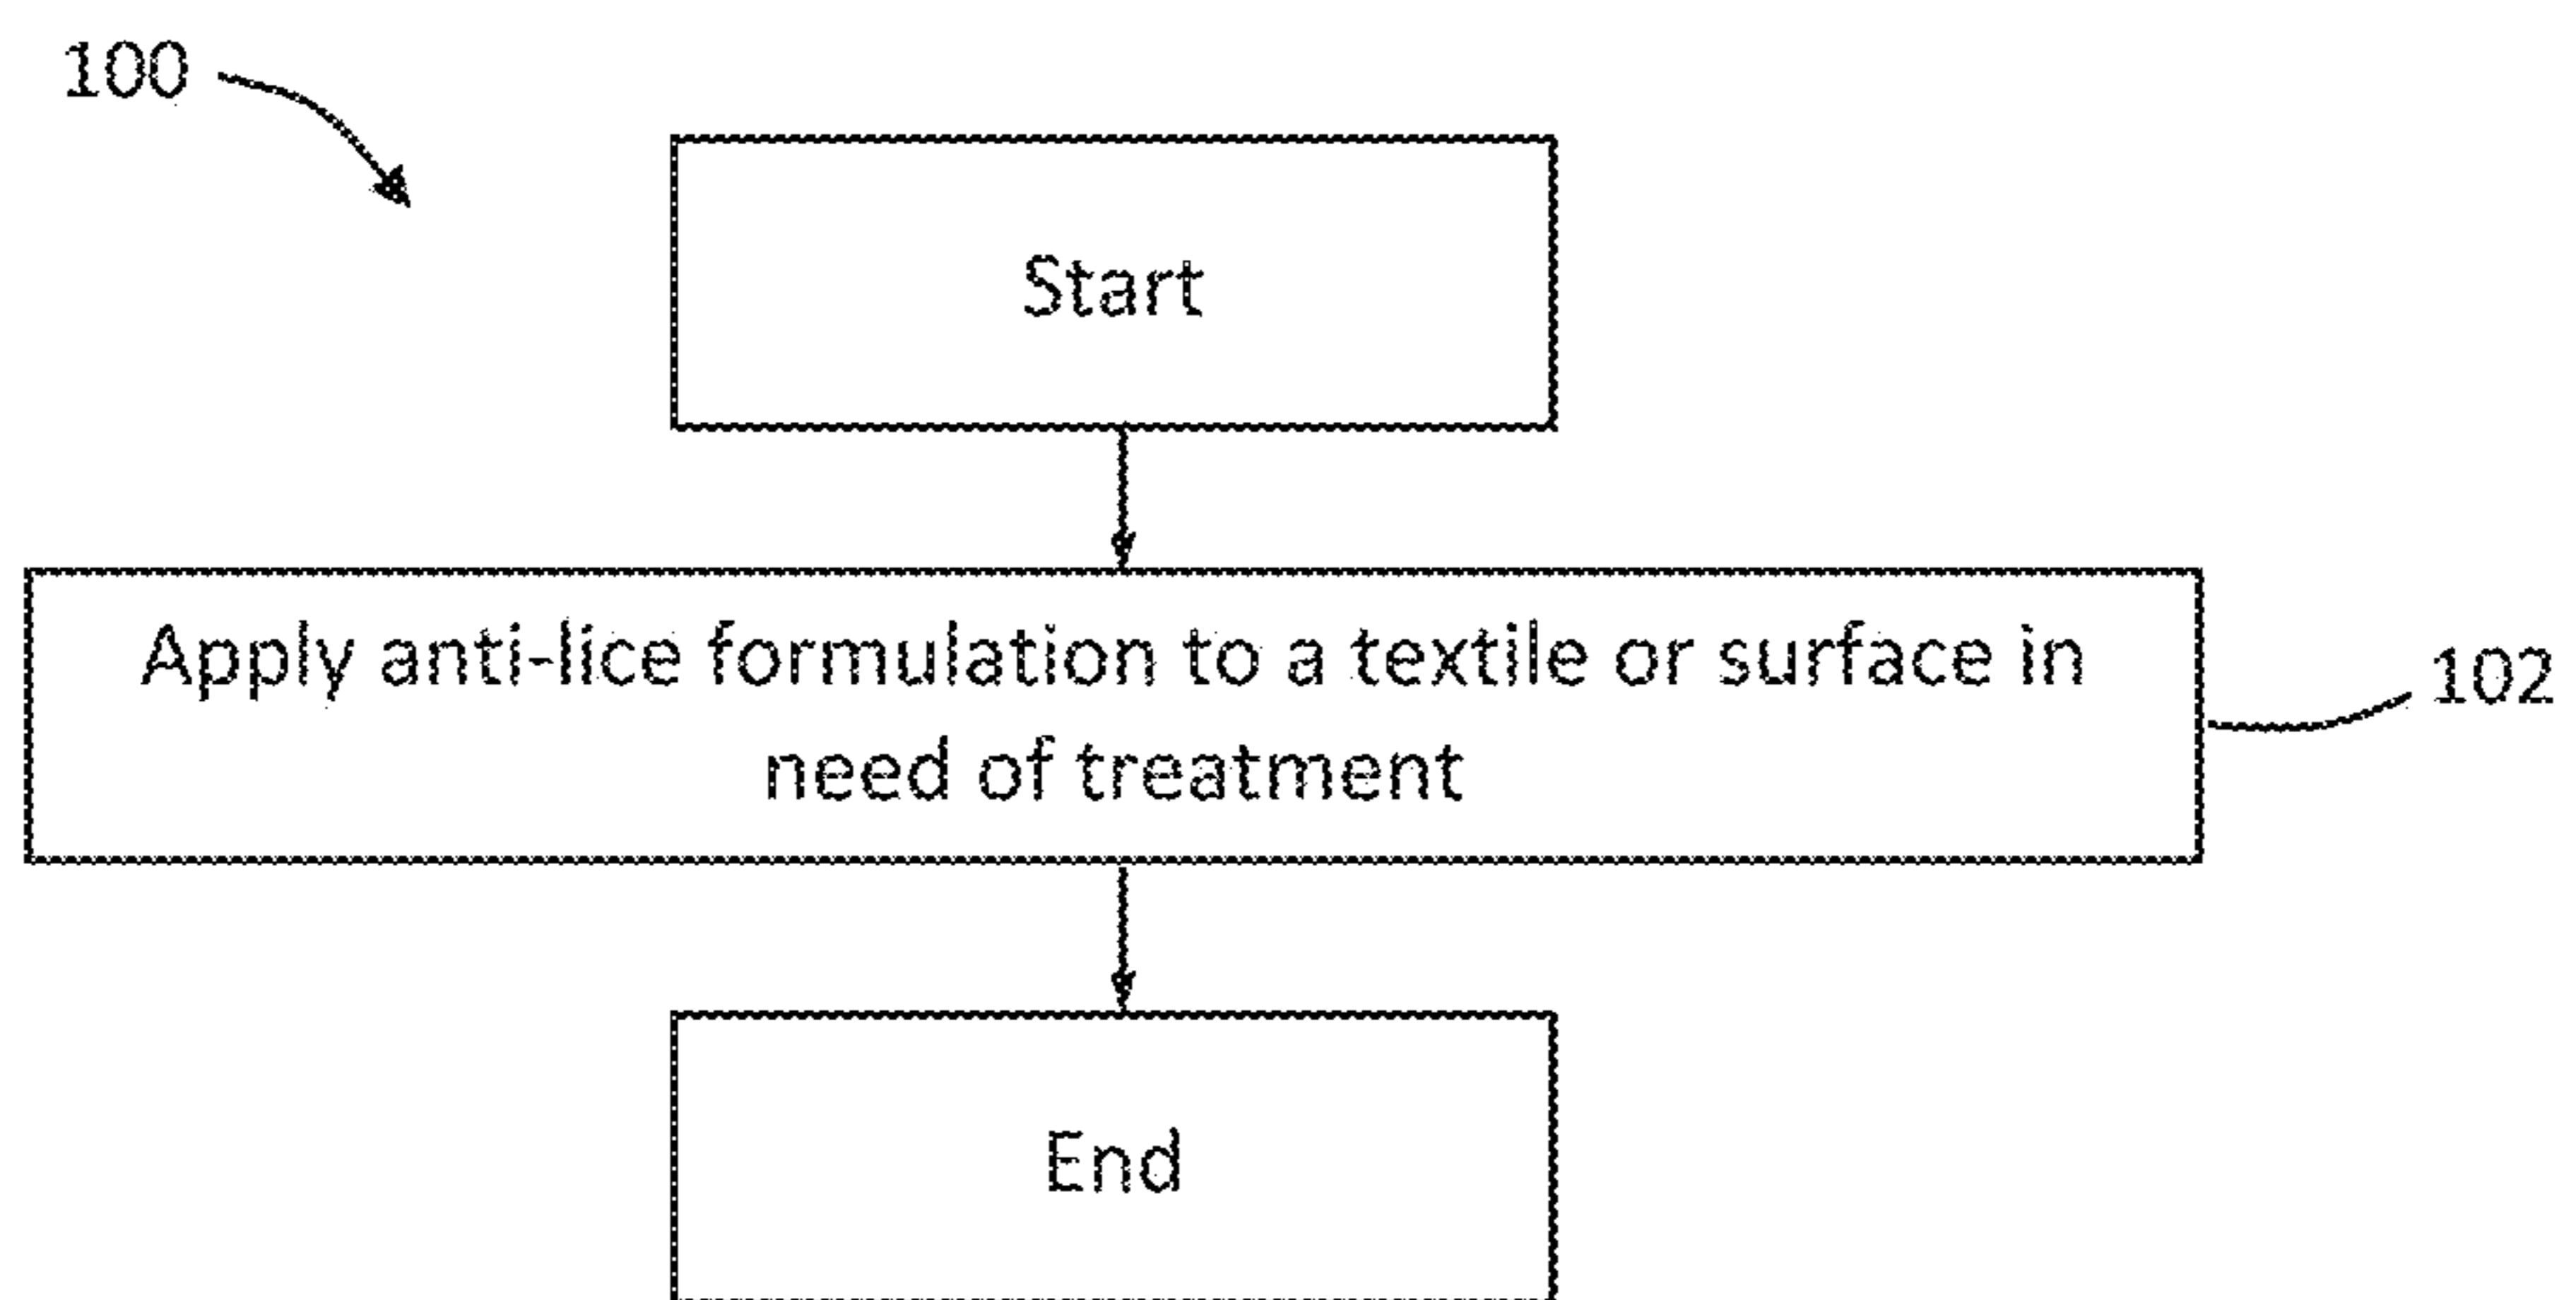 100
Start
Apply anti-lice formulation to a textile or surface in
need of treatment
102
End